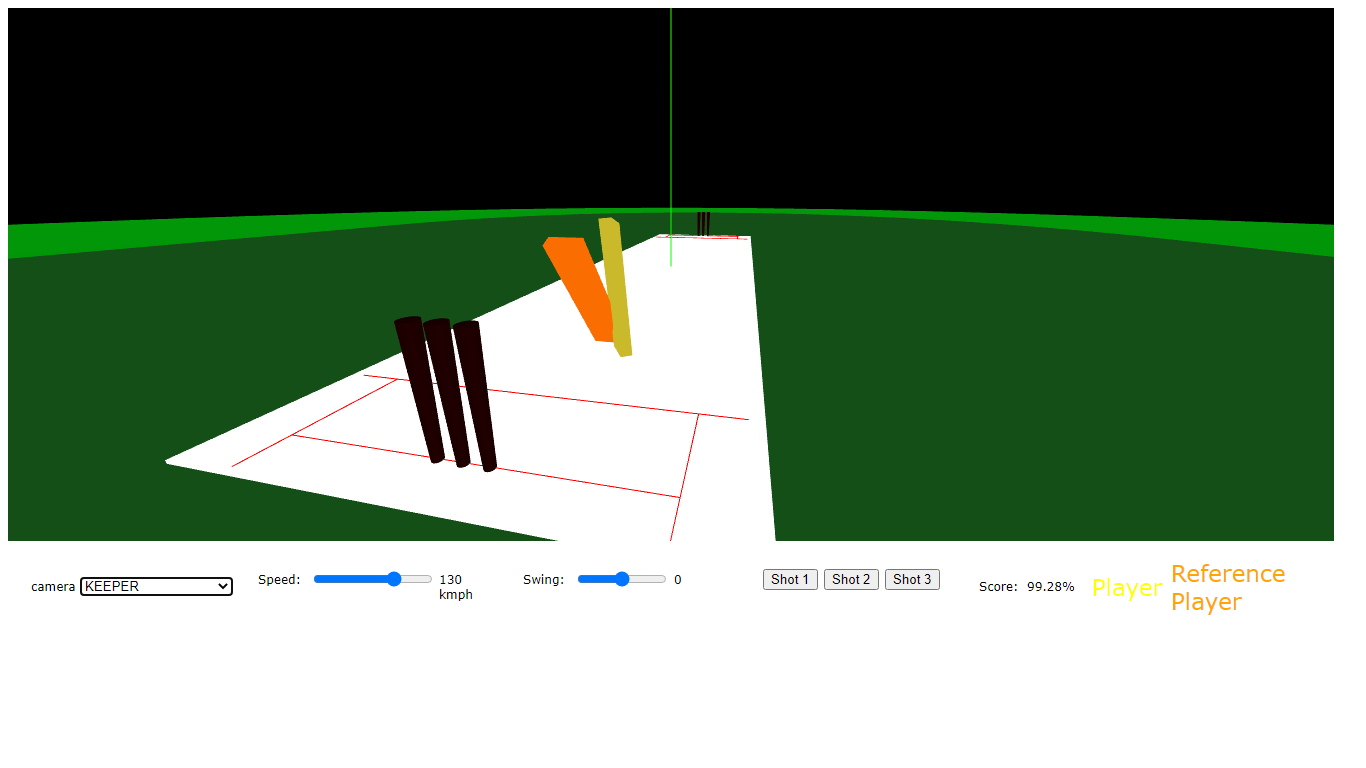 camera KEEPER
Speed: 130
kmph
Swing: 0
Shot 1 Shot 2 Shot 3
Score: 99.28%
Player
Reference
Player